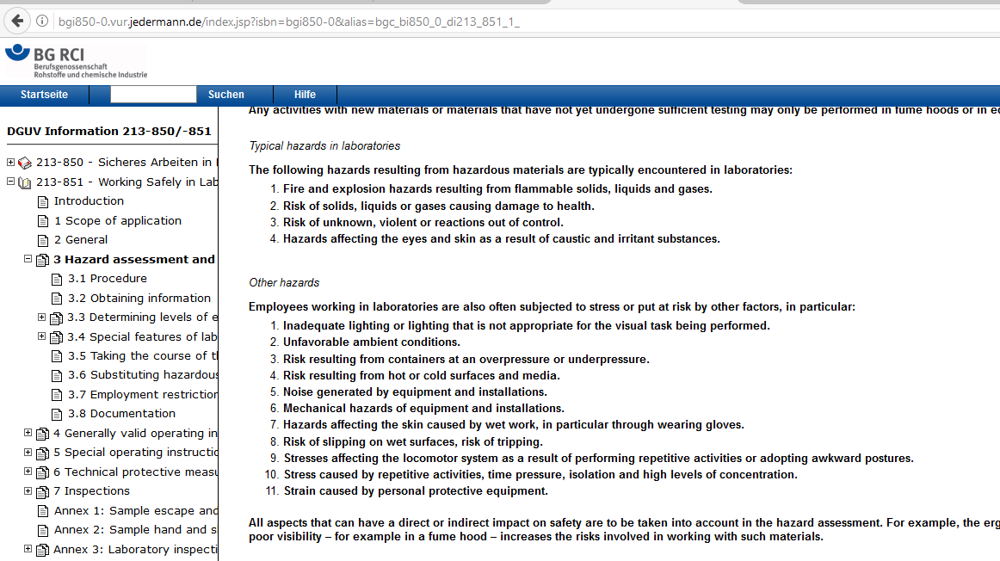 bgi850-0.vur.jedermann.de/index.jsp?isbn=bgi850-0&alias=bgc_bi850_0_di213_851_1_
BG RCI
Berufsgenossenschaft
Rohstoffe und chemische Industrie
Startseite
Suchen
Hilfe
DGUV Information 213-850/-851
213-850 - Sicheres Arbeiten in
213-851 - Working Safely in Lab
Introduction
1 Scope of application
2 General
3 Hazard assessment and
3.1 Procedure
3.2 Obtaining information
3.3 Determining levels of e
3.4 Special features of lab
3.5 Taking the course of t
3.6 Substituting hazardous
3.7 Employment restriction
3.8 Documentation
4 Generally valid operating in
5 Special operating instructio
6 Technical protective measu
7 Inspections
Annex 1: Sample escape and
Annex 2: Sample hand and s
Annex 3: Laboratory inspecti
Any activities with new materials or materials that have not yet undergone sufficient testing may only be performed in fume hoods or in e
Typical hazards in laboratories
The following hazards resulting from hazardous materials are typically encountered in laboratories:
1. Fire and explosion hazards resulting from flammable solids, liquids and gases.
2. Risk of solids, liquids or gases causing damage to health.
3. Risk of unknown, violent or reactions out of control.
4. Hazards affecting the eyes and skin as a result of caustic and irritant substances.
Other hazards
Employees working in laboratories are also often subjected to stress or put at risk by other factors, in particular:
1. Inadequate lighting or lighting that is not appropriate for the visual task being performed.
2. Unfavorable ambient conditions.
3. Risk resulting from containers at an overpressure or underpressure.
4. Risk resulting from hot or cold surfaces and media.
5. Noise generated by equipment and installations.
6. Mechanical hazards of equipment and installations.
7. Hazards affecting the skin caused by wet work, in particular through wearing gloves.
8. Risk of slipping on wet surfaces, risk of tripping.
9. Stresses affecting the locomotor system as a result of performing repetitive activities or adopting awkward postures.
10. Stress caused by repetitive activities, time pressure, isolation and high levels of concentration.
11. Strain caused by personal protective equipment.
All aspects that can have a direct or indirect impact on safety are to be taken into account in the hazard assessment. For example, the erg
poor visibility – for example in a fume hood – increases the risks involved in working with such materials.